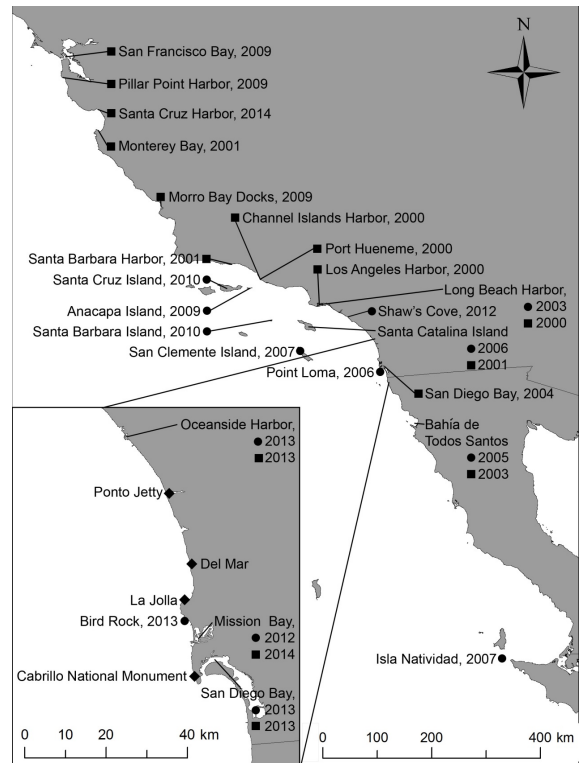 San Francisco Bay, 2009
Pillar Point Harbor, 2009
Santa Cruz Harbor, 2014
Monterey Bay, 2001
Morro Bay Docks, 2009
Channel Islands Harbor, 2000
Port Hueneme, 2000
Santa Barbara Harbor, 2001
Los Angeles Harbor, 2000
Santa Cruz Island, 2010
Long Beach Harbor,
2003
2000
Anacapa Island, 2009
Shaw's Cove, 2012
Santa Barbara Island, 2010
Santa Catalina Island
2006
2001
San Clemente Island, 2007
Point Loma, 2006
San Diego Bay, 2004
Bahía de
Todos Santos
2005
2003
Isla Natividad, 2007
Oceanside Harbor,
2013
2013
Ponto Jetty
Del Mar
La Jolla
Bird Rock, 2013
Mission Bay,
2012
2014
Cabrillo National Monument
San Diego Bay,
2013
2013
0 20 40 km
0 100 200 400 km